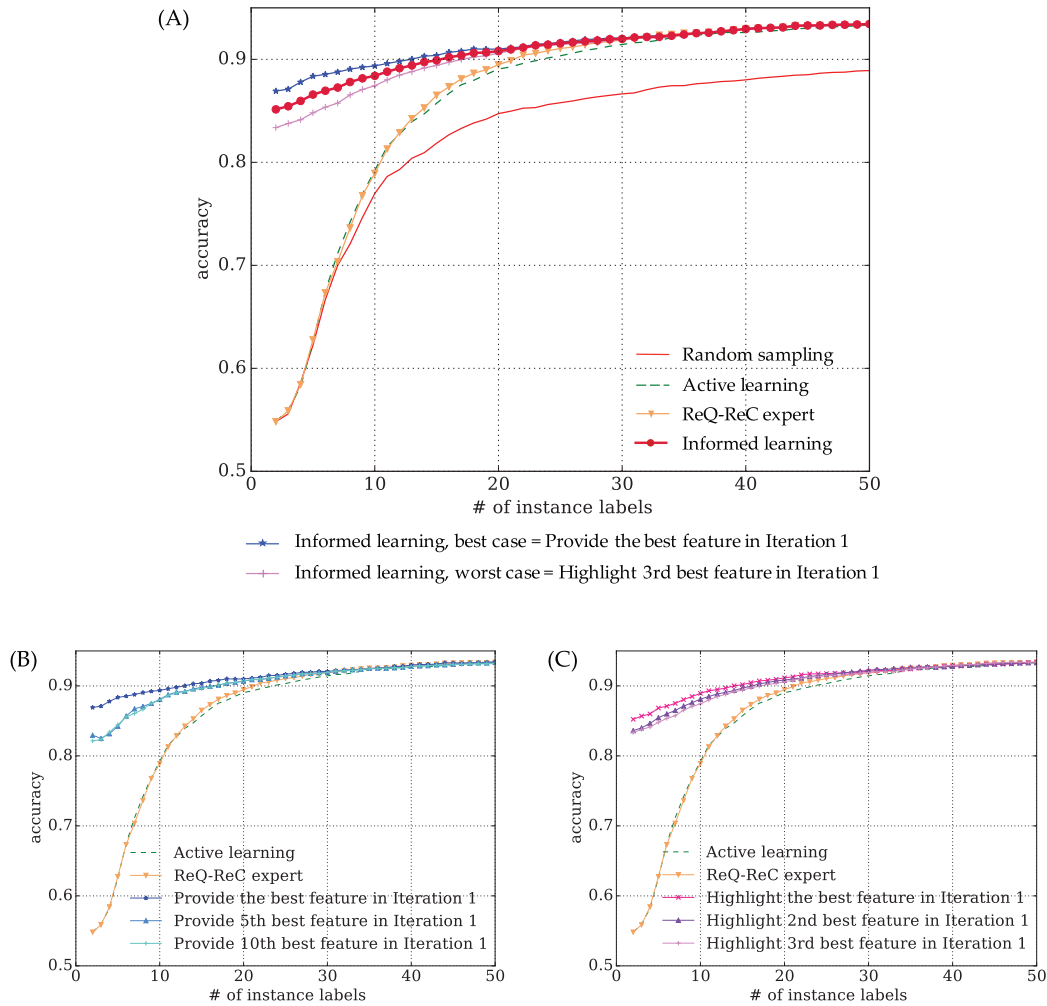 (A)
0.9
0.8
0.7
0.6
0.5
accuracy
Random sampling
Active learning
ReQ-ReC expert
Informed learning
0 10 20 30 40 50
# of instance labels
Informed learning, best case = Provide the best feature in Iteration 1
Informed learning, worst case = Highlight 3rd best feature in Iteration 1
(B)
0.9
0.8
0.7
0.6
0.5
accuracy
Active learning
ReQ-ReC expert
Provide the best feature in Iteration 1
Provide 5th best feature in Iteration 1
Provide 10th best feature in Iteration 1
0 10 20 30 40 50
# of instance labels
(C)
0.9
0.8
0.7
0.6
0.5
accuracy
Active learning
ReQ-ReC expert
Highlight the best feature in Iteration 1
Highlight 2nd best feature in Iteration 1
Highlight 3rd best feature in Iteration 1
0 10 20 30 40 50
# of instance labels